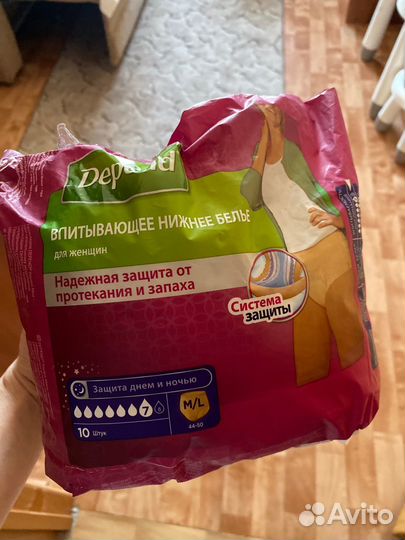 Depend
ВПИТЫВАЮЩЕЕ НИЖНЕЕ БЕЛЬЕ
для женщин
Надежная защита от
протекания и запаха
Система
защиты
Защита днем и ночью
7 8
M/L
10 Штук
44-50
Avito